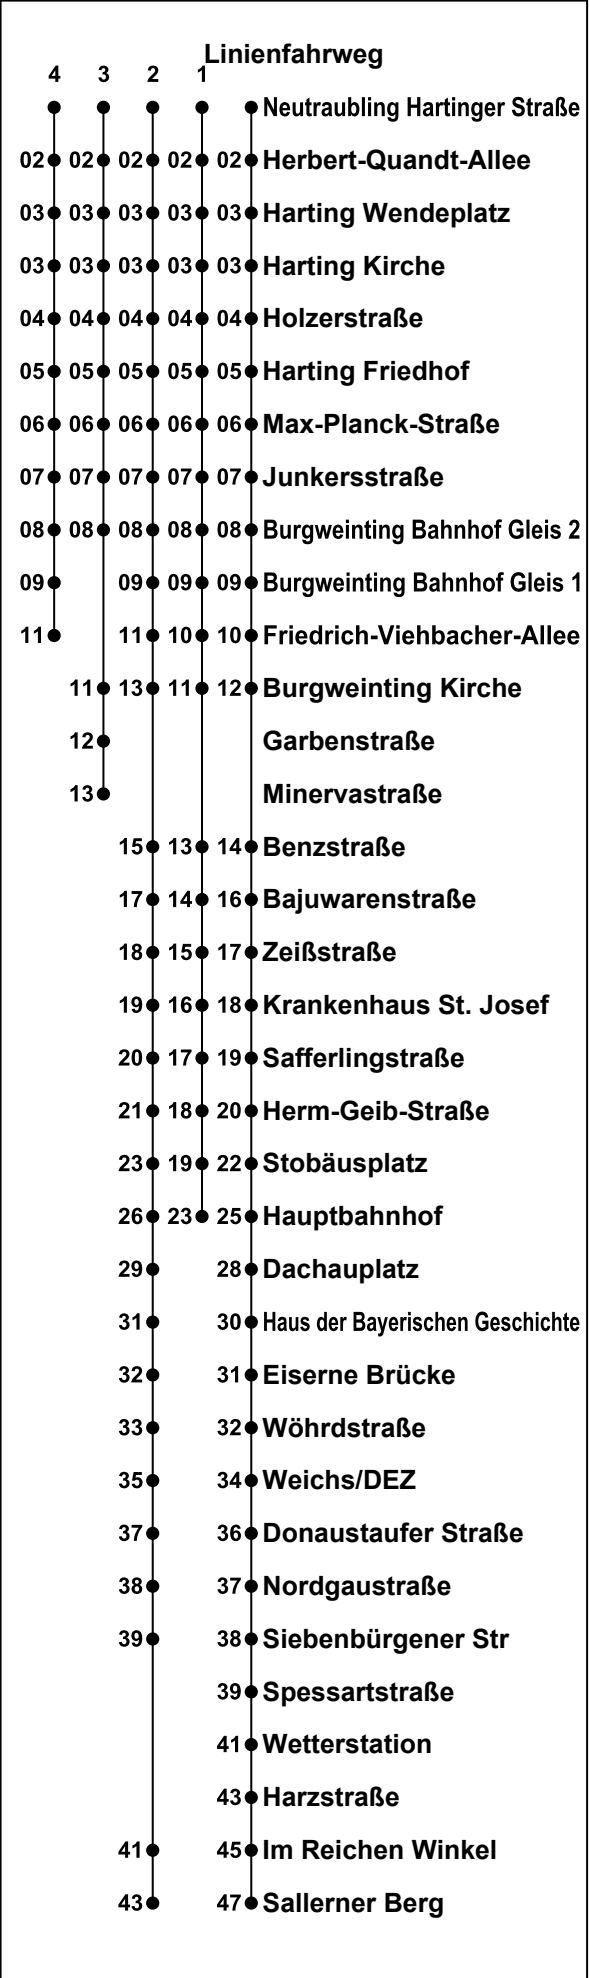 Linienfahrweg
4 3 2 1
Neutraubling Hartinger Straße
02 02 02 02 02 Herbert-Quandt-Allee
03 03 03 03 03 Harting Wendeplatz
03 03 03 03 03 Harting Kirche
04 04 04 04 04 Holzerstraße
05 05 05 05 05 Harting Friedhof
06 06 06 06 06 Max-Planck-Straße
07 07 07 07 07 Junkersstraße
08 08 08 08 08 Burgweinting Bahnhof Gleis 2
09 09 09 09 Burgweinting Bahnhof Gleis 1
11 11 10 10 Friedrich-Viehbacher-Allee
11 13 11 12 Burgweinting Kirche
12 Garbenstraße
13 Minervastraße
15 13 14 Benzstraße
17 14 16 Bajuwarenstraße
18 15 17 Zeißstraße
19 16 18 Krankenhaus St. Josef
20 17 19 Safferlingstraße
21 18 20 Herm-Geib-Straße
23 19 22 Stobäusplatz
26 23 25 Hauptbahnhof
29 28 Dachauplatz
31 30 Haus der Bayerischen Geschichte
32 31 Eiserne Brücke
33 32 Wöhrdstraße
35 34 Weichs/DEZ
37 36 Donaustaufer Straße
38 37 Nordgaustraße
39 38 Siebenbürgener Str
39 Spessartstraße
41 Wetterstation
43 Harzstraße
41 45 Im Reichen Winkel
43 47 Sallerner Berg